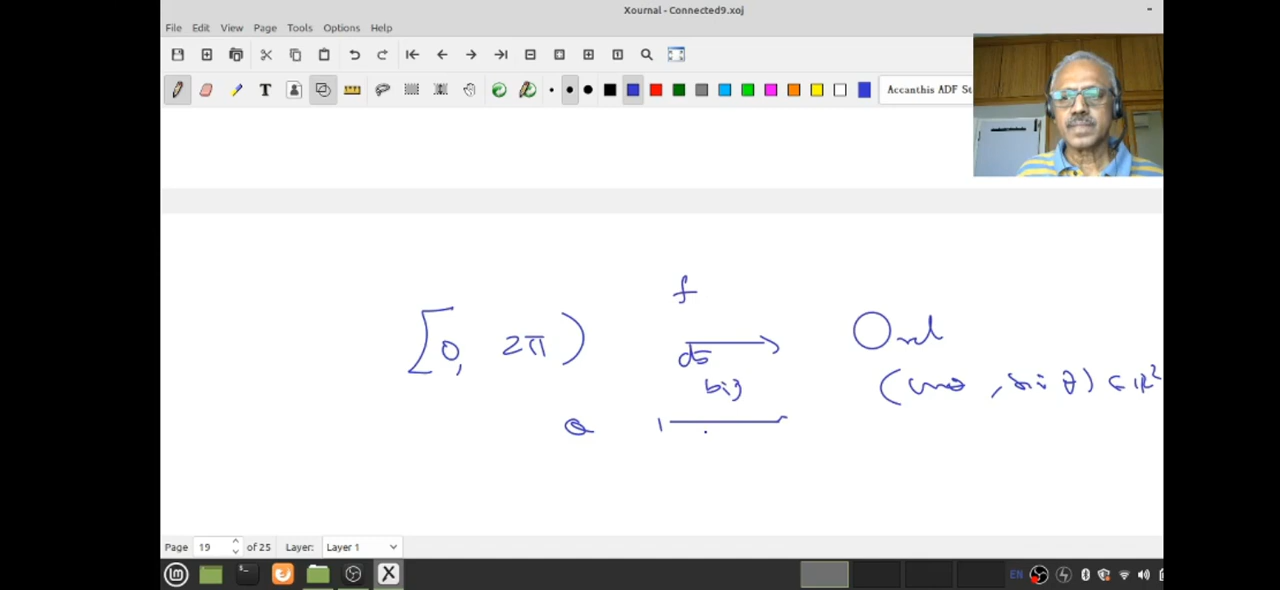 Xournal - Connected9.xoj
File Edit View Page Tools Options Help
Accanthis ADF St
f
[0, 2π)
bij
(cos θ, sin θ) ∈ ℝ²
θ
Page 19 of 25 Layer: Layer 1
EN